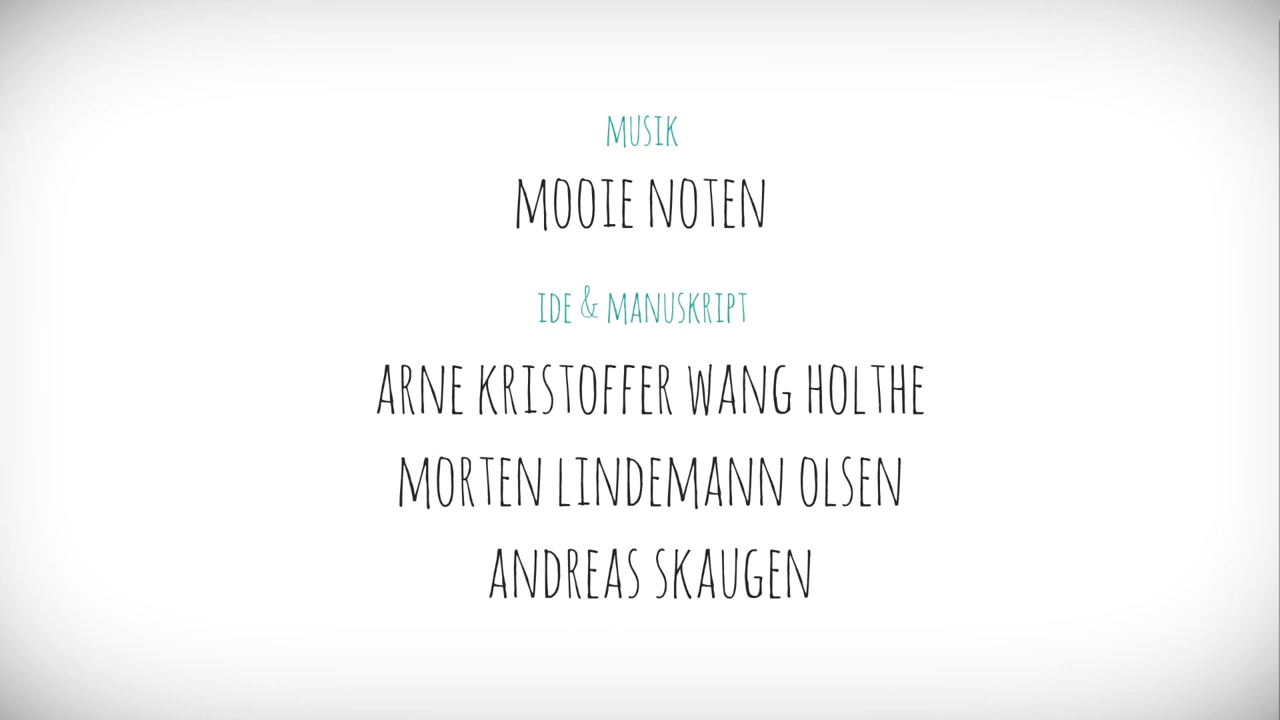 MUSIK
MOOIE NOTEN
IDE & MANUSKRIPT
ARNE KRISTOFFER WANG HOLTHE
MORTEN LINDEMANN OLSEN
ANDREAS SKAUGEN